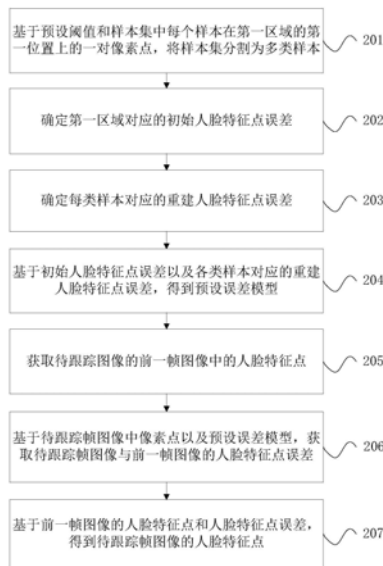 基于预设阈值和样本集中每个样本在第一区域的第
一位置上的一对像素点，将样本集分割为多类样本
201
确定第一区域对应的初始人脸特征点误差
202
确定每类样本对应的重建人脸特征点误差
203
基于初始人脸特征点误差以及各类样本对应的重建
人脸特征点误差，得到预设误差模型
204
获取待跟踪图像的前一帧图像中的人脸特征点
205
基于待跟踪帧图像中像素点以及预设误差模型，获
取待跟踪帧图像与前一帧图像的人脸特征点误差
206
基于前一帧图像的人脸特征点和人脸特征点误差，
得到待跟踪帧图像的人脸特征点
207